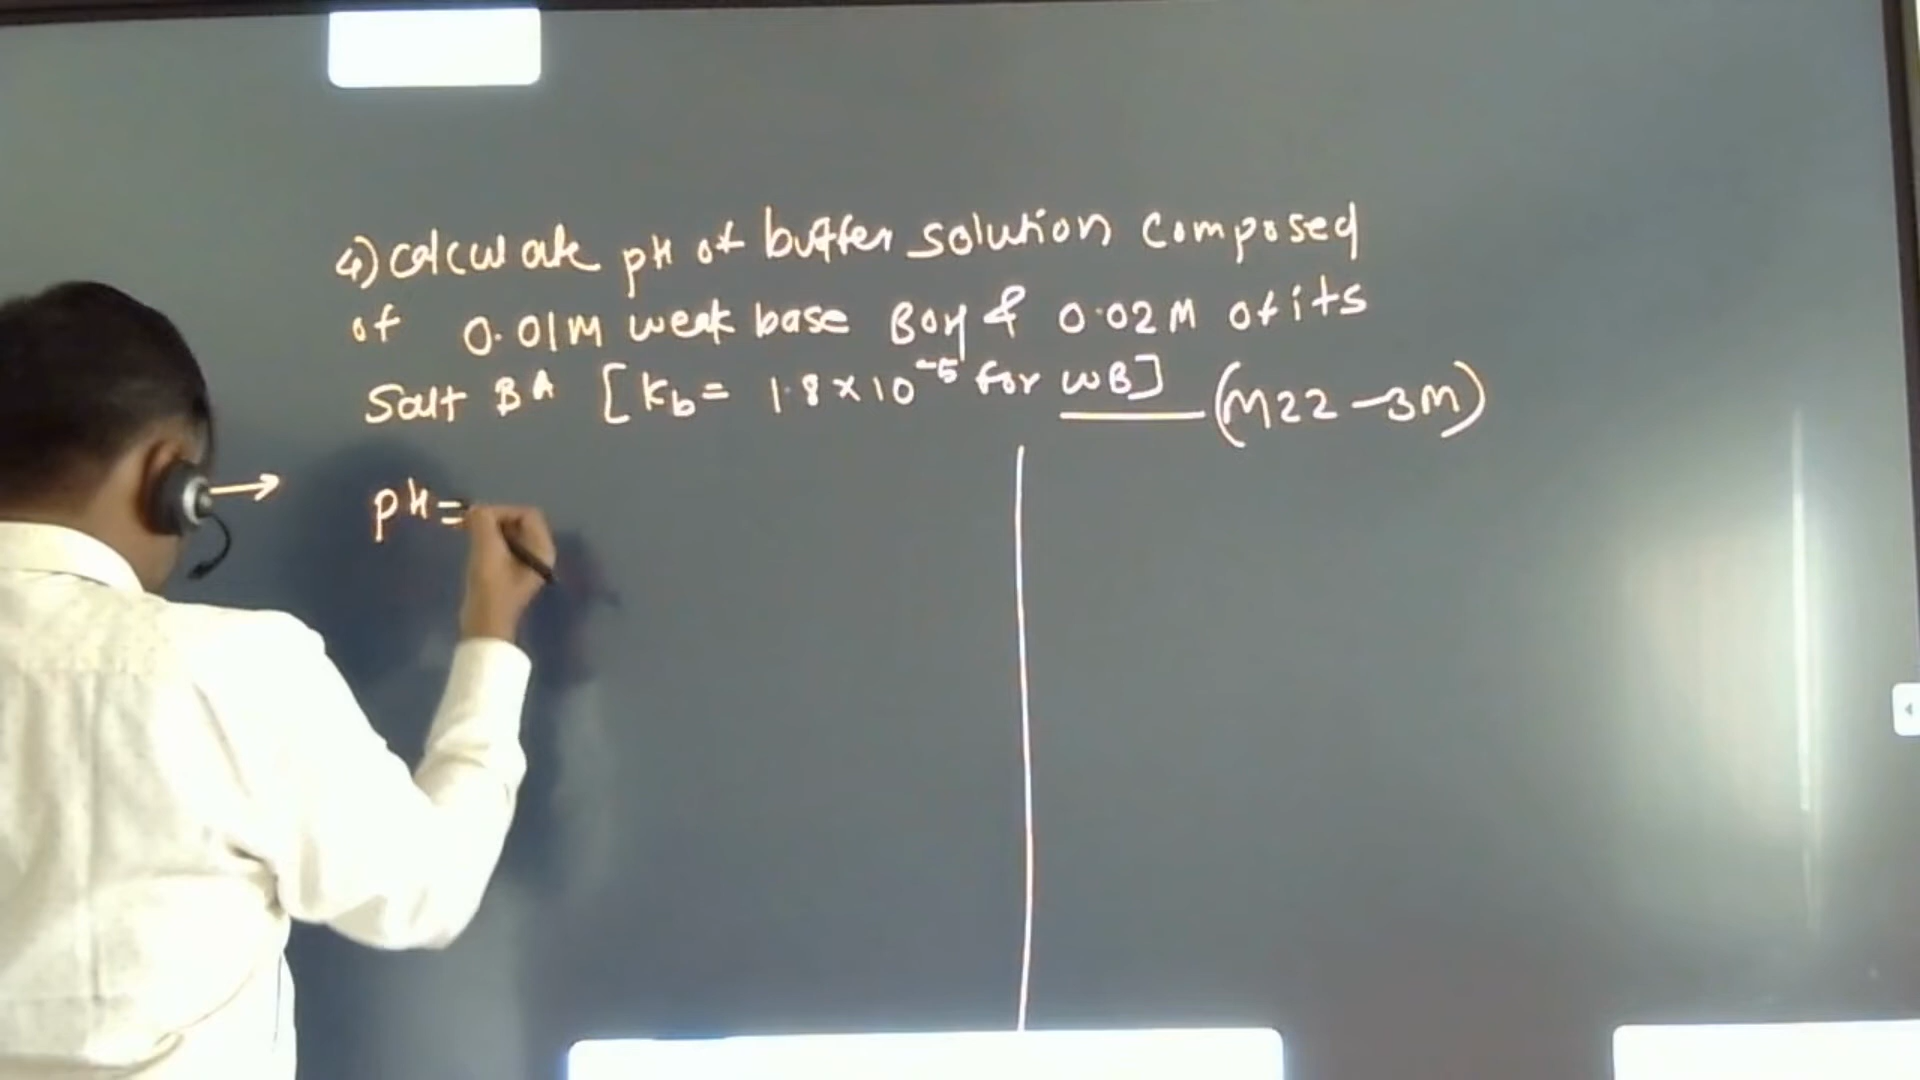 4) Calculate pH of buffer solution composed
of 0.01M weak base BOH & 0.02M of its
Salt BA [Kb = 1.8 × 10⁻⁵ for WB] (M22 - 3M)
→ pH =